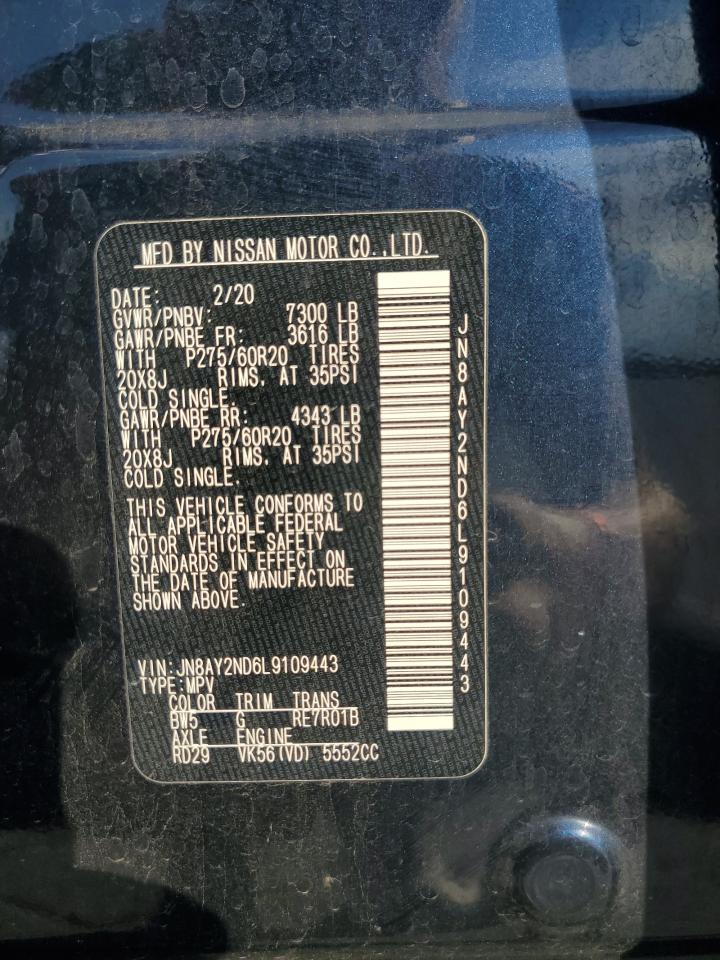 MFD BY NISSAN MOTOR CO.,LTD.
DATE: 2/20
GVWR/PNBV: 7300 LB
GAWR/PNBE FR: 3616 LB
WITH P275/60R20 TIRES
20X8J RIMS, AT 35PSI
COLD SINGLE.
GAWR/PNBE RR: 4343 LB
WITH P275/60R20 TIRES
20X8J RIMS, AT 35PSI
COLD SINGLE.
THIS VEHICLE CONFORMS TO
ALL APPLICABLE FEDERAL
MOTOR VEHICLE SAFETY
STANDARDS IN EFFECT ON
THE DATE OF MANUFACTURE
SHOWN ABOVE.
VIN:JN8AY2ND6L9109443
TYPE:MPV
COLOR TRIM TRANS
BW5 G RE7R01B
AXLE ENGINE
RD29 VK56(VD) 5552CC
JN8AY2ND6L9109443